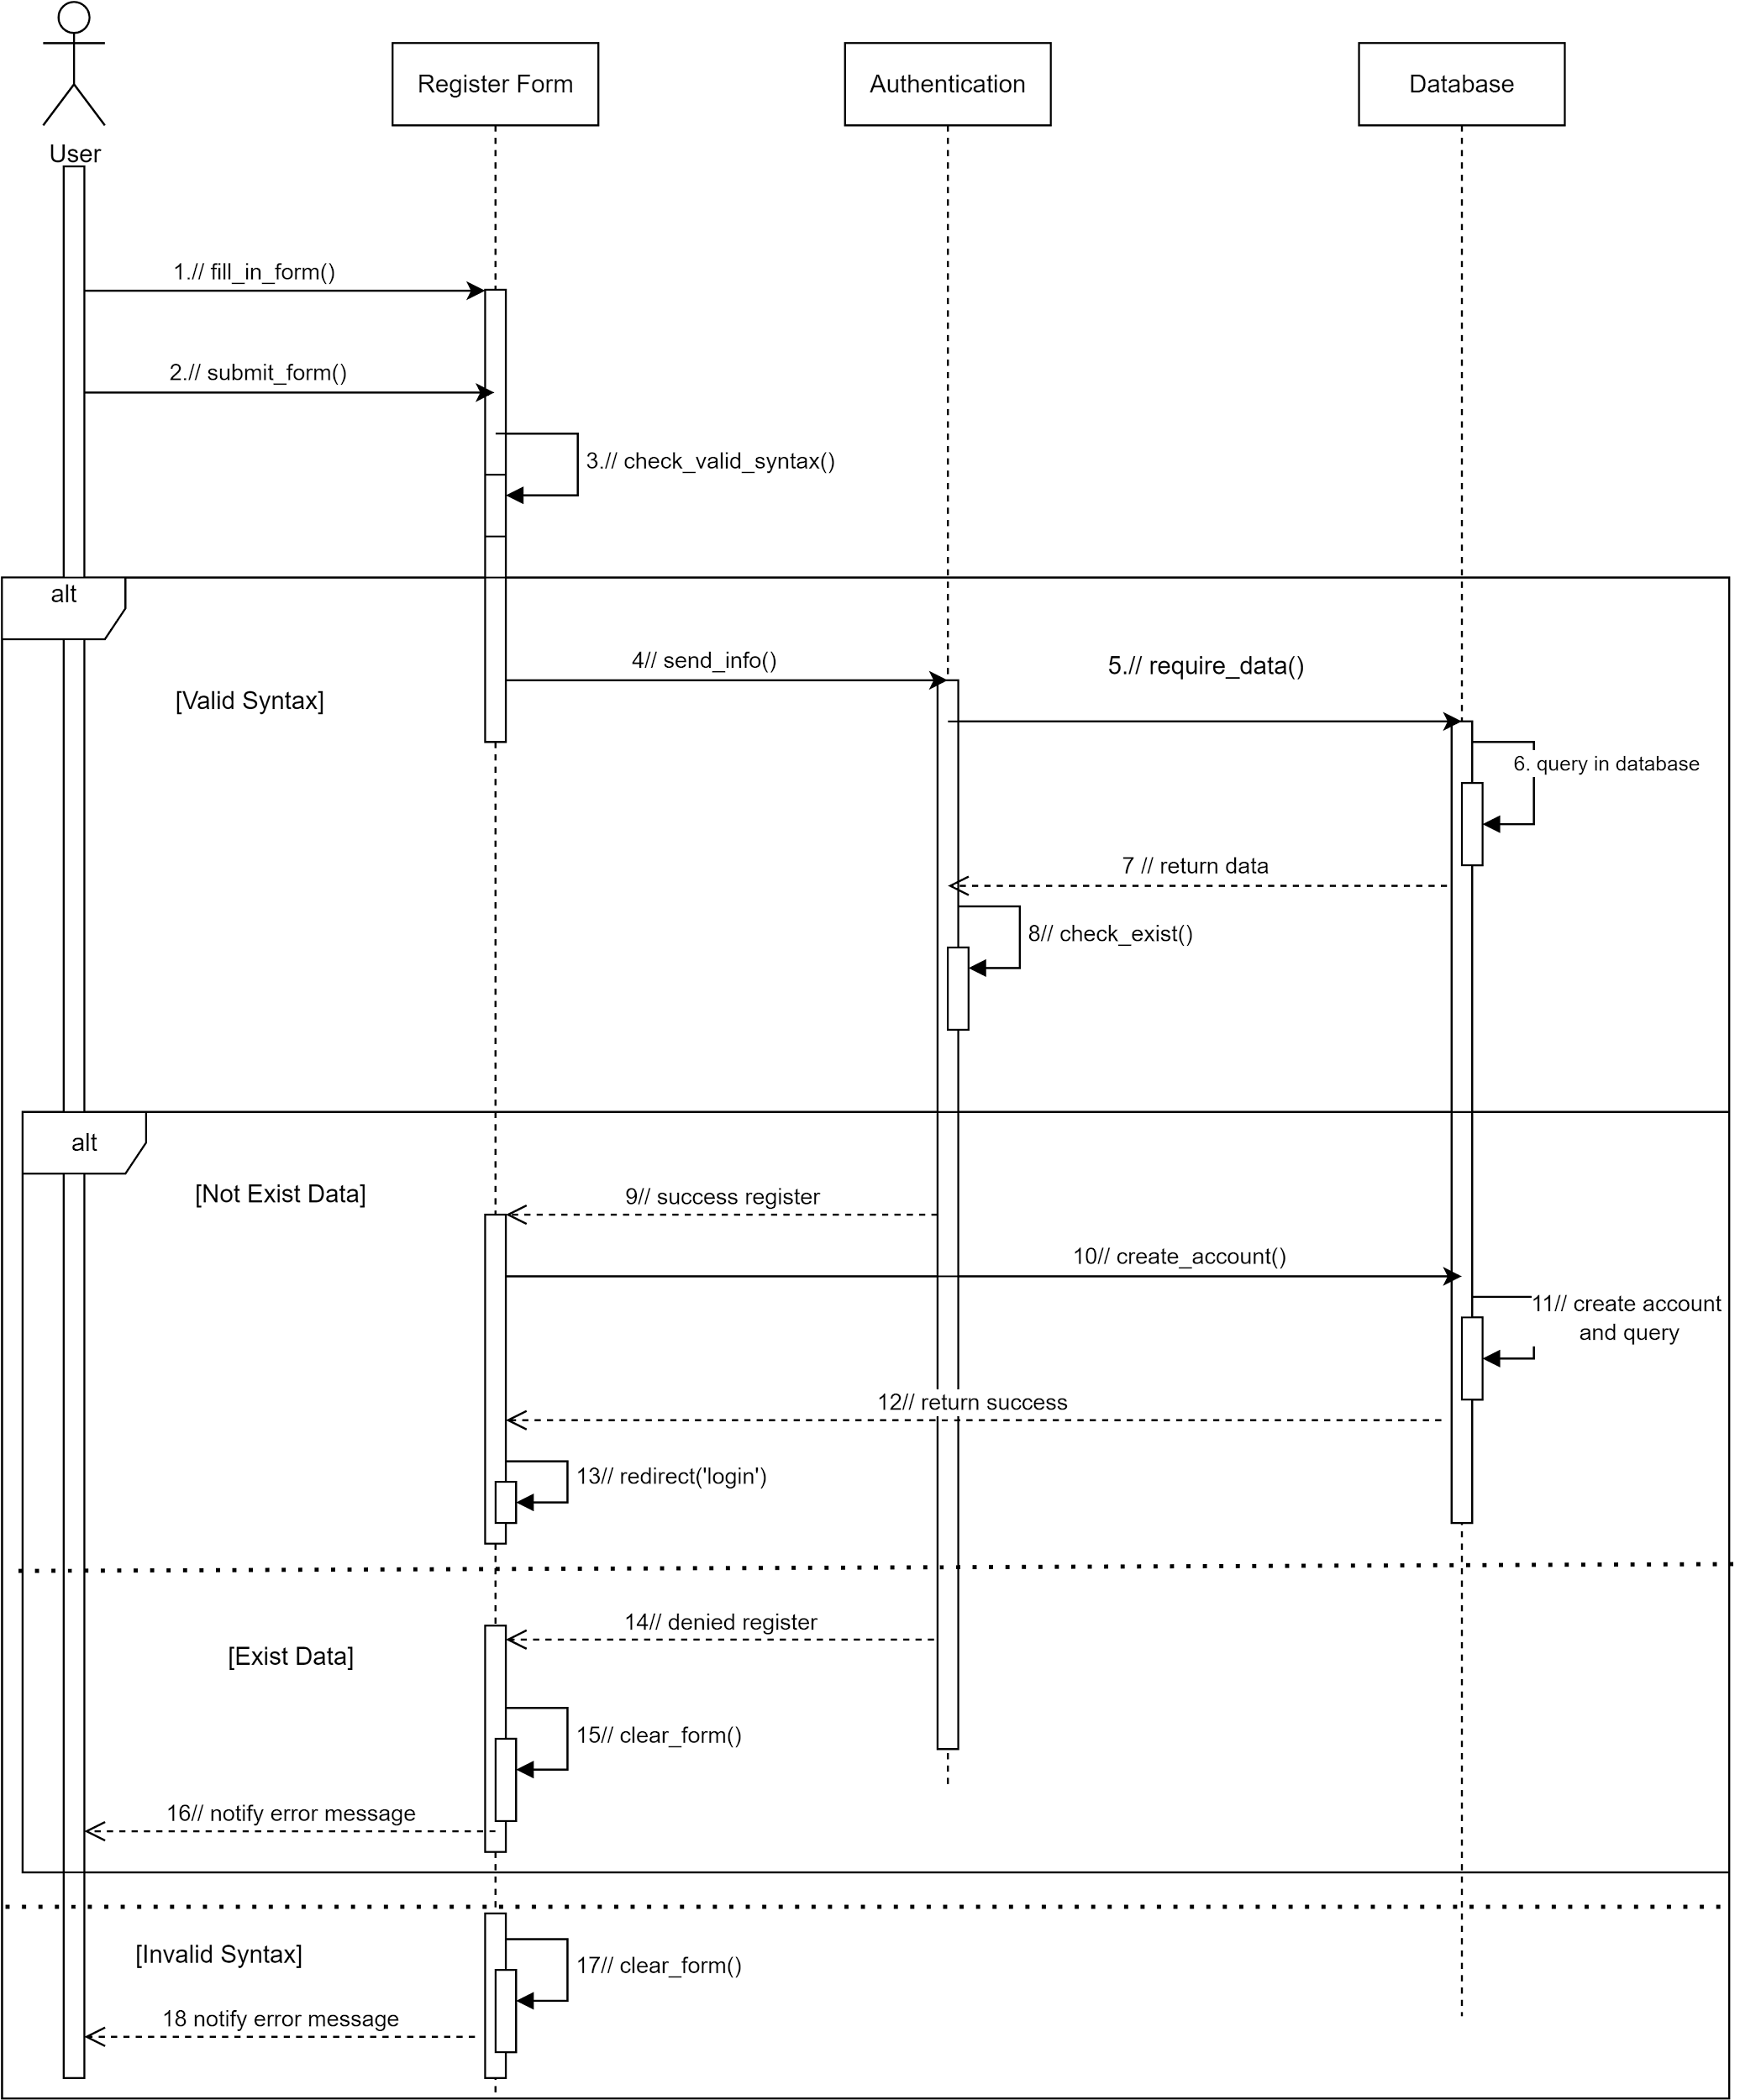 User
Register Form
Authentication
Database
1.// fill_in_form()
2.// submit_form()
3.// check_valid_syntax()
alt
4// send_info()
5.// require_data()
[Valid Syntax]
6. query in database
7 // return data
8// check_exist()
alt
[Not Exist Data]
9// success register
10// create_account()
11// create account
and query
12// return success
13// redirect('login')
14// denied register
[Exist Data]
15// clear_form()
16// notify error message
[Invalid Syntax]
17// clear_form()
18 notify error message